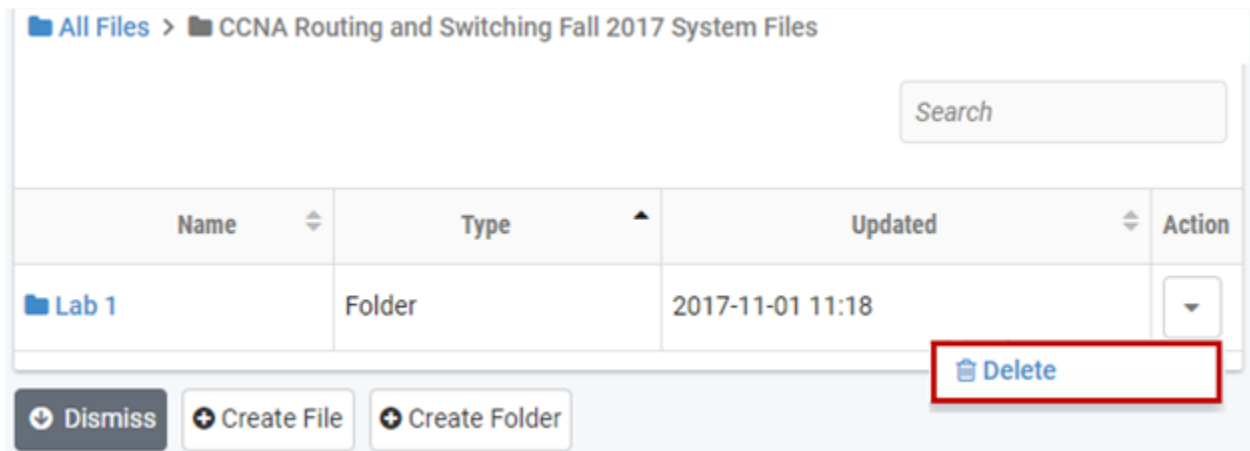 All Files > CCNA Routing and Switching Fall 2017 System Files
Search
Name Type Updated Action
Lab 1 Folder 2017-11-01 11:18
Delete
Dismiss Create File Create Folder